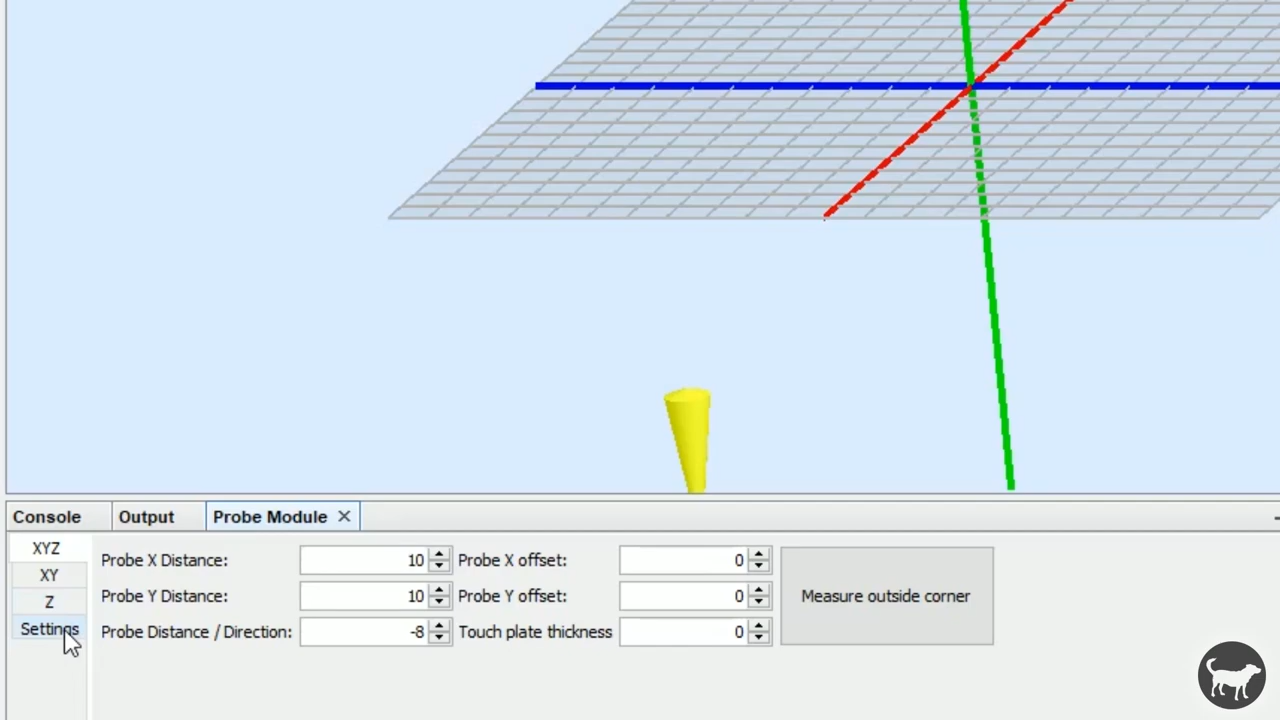 Console Output Probe Module
XYZ
XY
Z
Settings
Probe X Distance: 10 Probe X offset: 0
Probe Y Distance: 10 Probe Y offset: 0
Probe Distance / Direction: -8 Touch plate thickness 0
Measure outside corner